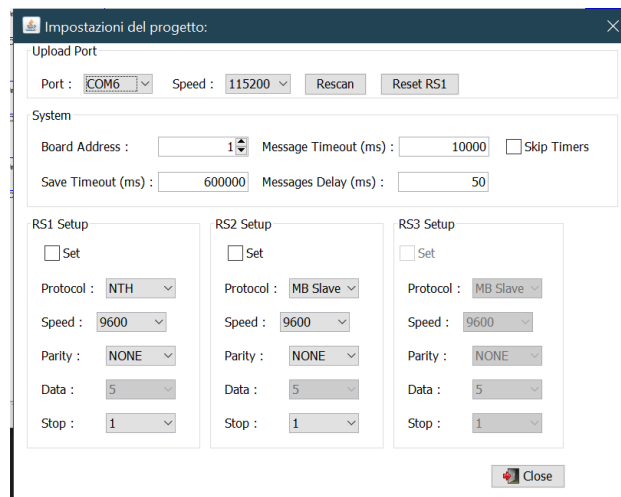 Impostazioni del progetto:
Upload Port
Port : COM6 Speed : 115200 Rescan Reset RS1
System
Board Address : 1 Message Timeout (ms) : 10000 Skip Timers
Save Timeout (ms) : 600000 Messages Delay (ms) : 50
RS1 Setup RS2 Setup RS3 Setup
Set Set Set
Protocol : NTH Protocol : MB Slave Protocol : MB Slave
Speed : 9600 Speed : 9600 Speed : 9600
Parity : NONE Parity : NONE Parity : NONE
Data : 5 Data : 5 Data : 5
Stop : 1 Stop : 1 Stop : 1
Close